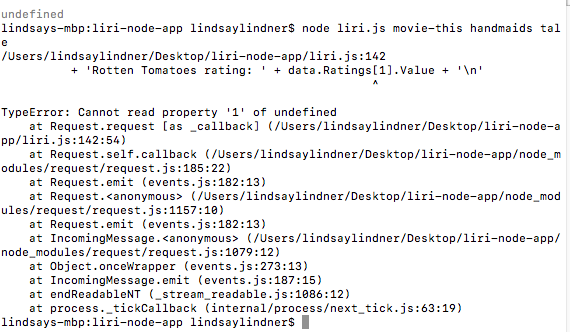 undefined
lindsays-mbp:liri-node-app lindsaylindner$ node liri.js movie-this handmaids tal
e
/Users/lindsaylindner/Desktop/liri-node-app/liri.js:142
+ 'Rotten Tomatoes rating: ' + data.Ratings[1].Value + '\n'
^
TypeError: Cannot read property '1' of undefined
at Request.request [as _callback] (/Users/lindsaylindner/Desktop/liri-node-a
pp/liri.js:142:54)
at Request.self.callback (/Users/lindsaylindner/Desktop/liri-node-app/node_m
odules/request/request.js:185:22)
at Request.emit (events.js:182:13)
at Request.<anonymous> (/Users/lindsaylindner/Desktop/liri-node-app/node_mod
ules/request/request.js:1157:10)
at Request.emit (events.js:182:13)
at IncomingMessage.<anonymous> (/Users/lindsaylindner/Desktop/liri-node-app/
node_modules/request/request.js:1079:12)
at Object.onceWrapper (events.js:273:13)
at IncomingMessage.emit (events.js:187:15)
at endReadableNT (_stream_readable.js:1086:12)
at process._tickCallback (internal/process/next_tick.js:63:19)
lindsays-mbp:liri-node-app lindsaylindner$